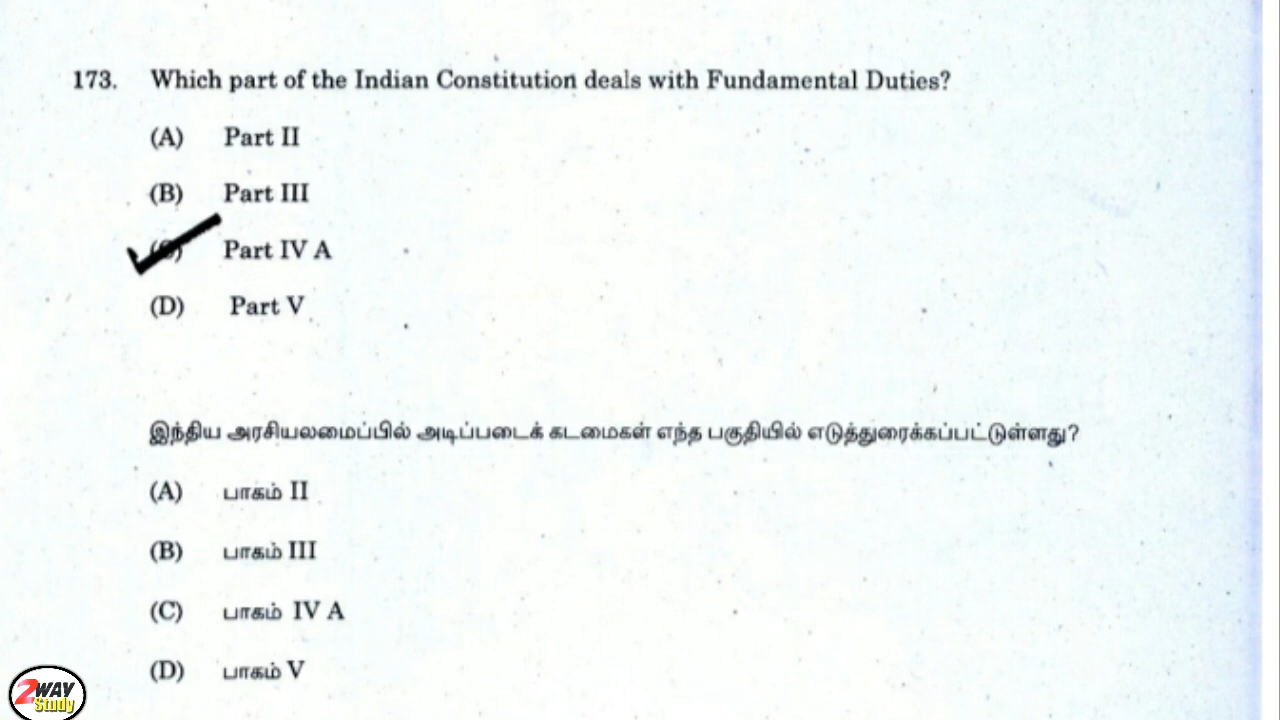 173. Which part of the Indian Constitution deals with Fundamental Duties?
(A) Part II
(B) Part III
(C) Part IV A
(D) Part V
இந்திய அரசியலமைப்பில் அடிப்படைக் கடமைகள் எந்த பகுதியில் எடுத்துரைக்கப்பட்டுள்ளது?
(A) பாகம் II
(B) பாகம் III
(C) பாகம் IV A
(D) பாகம் V
2WAY
Study